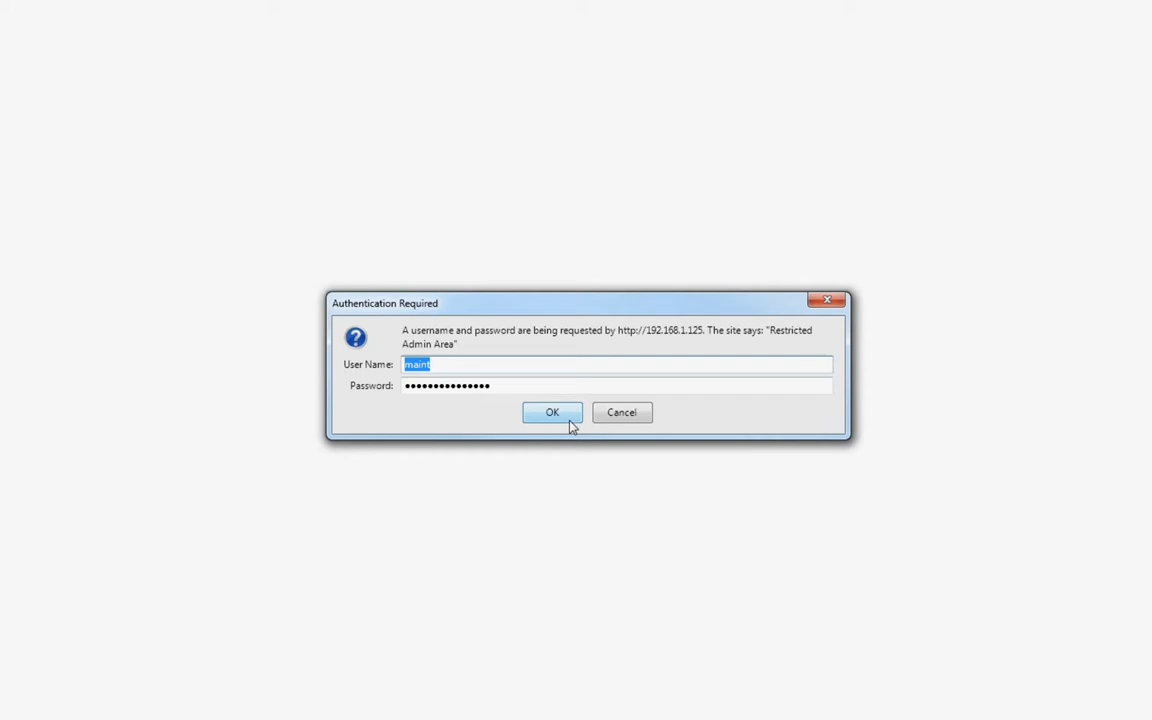 Authentication Required
A username and password are being requested by http://192.168.1.125. The site says: "Restricted
Admin Area"
User Name: maint
Password: •••••••••••••••
OK Cancel